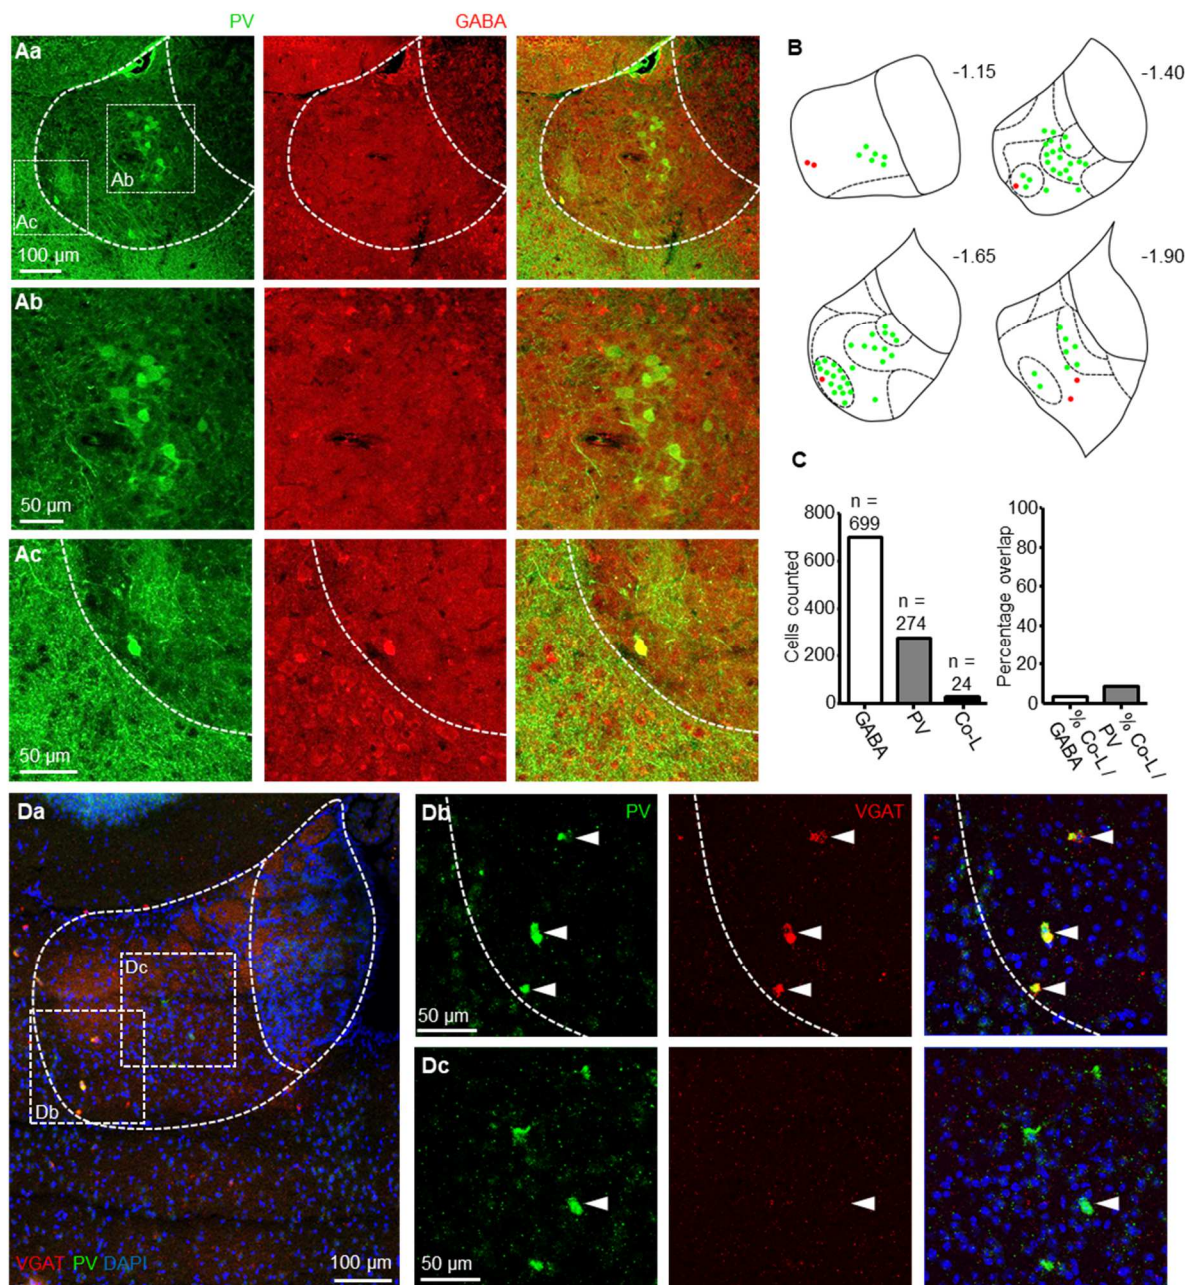 PV
GABA
Aa
Ab
Ac
100 µm
Ab
50 µm
Ac
50 µm
B
-1.15
-1.40
-1.65
-1.90
C
Cells counted
800
600
400
200
0
n =
699
n =
274
n =
24
GABA
PV
Co-L
Percentage overlap
100
80
60
40
20
0
% Co-L /
GABA
% Co-L /
PV
Da
Dc
Db
VGAT PV DAPI
100 µm
Db
PV
VGAT
50 µm
Dc
50 µm